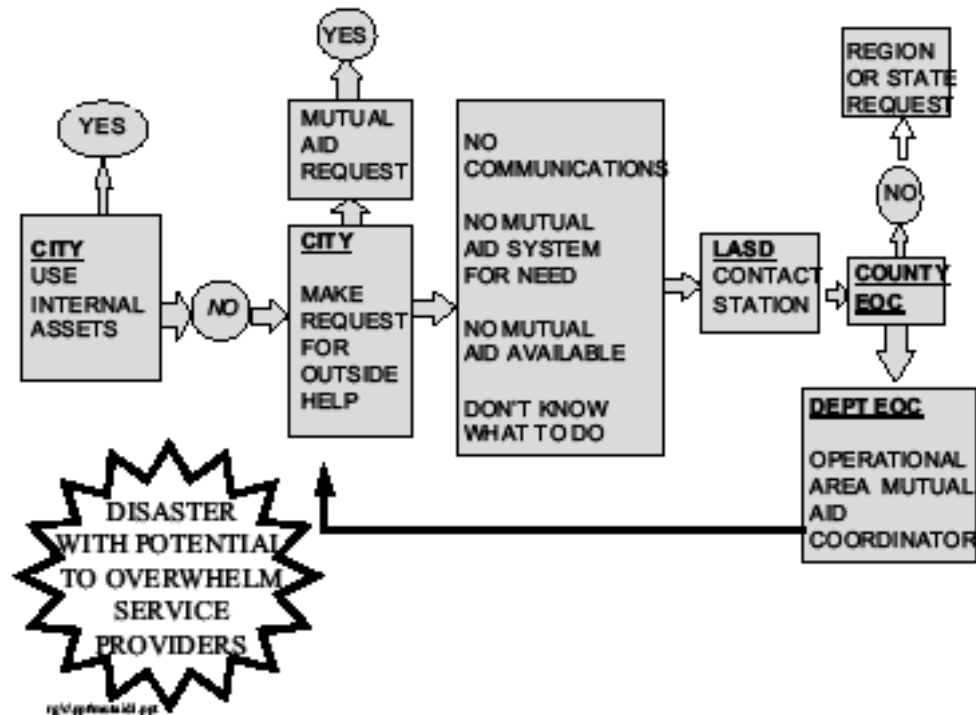 YES
CITY
USE
INTERNAL
ASSETS
NO
YES
MUTUAL
AID
REQUEST
CITY
MAKE
REQUEST
FOR
OUTSIDE
HELP
NO
COMMUNICATIONS
NO MUTUAL
AID SYSTEM
FOR NEED
NO MUTUAL
AID AVAILABLE
DON'T KNOW
WHAT TO DO
LASD
CONTACT
STATION
REGION
OR STATE
REQUEST
NO
COUNTY
EOC
DEPT EOC
OPERATIONAL
AREA MUTUAL
AID
COORDINATOR
DISASTER
WITH POTENTIAL
TO OVERWHELM
SERVICE
PROVIDERS